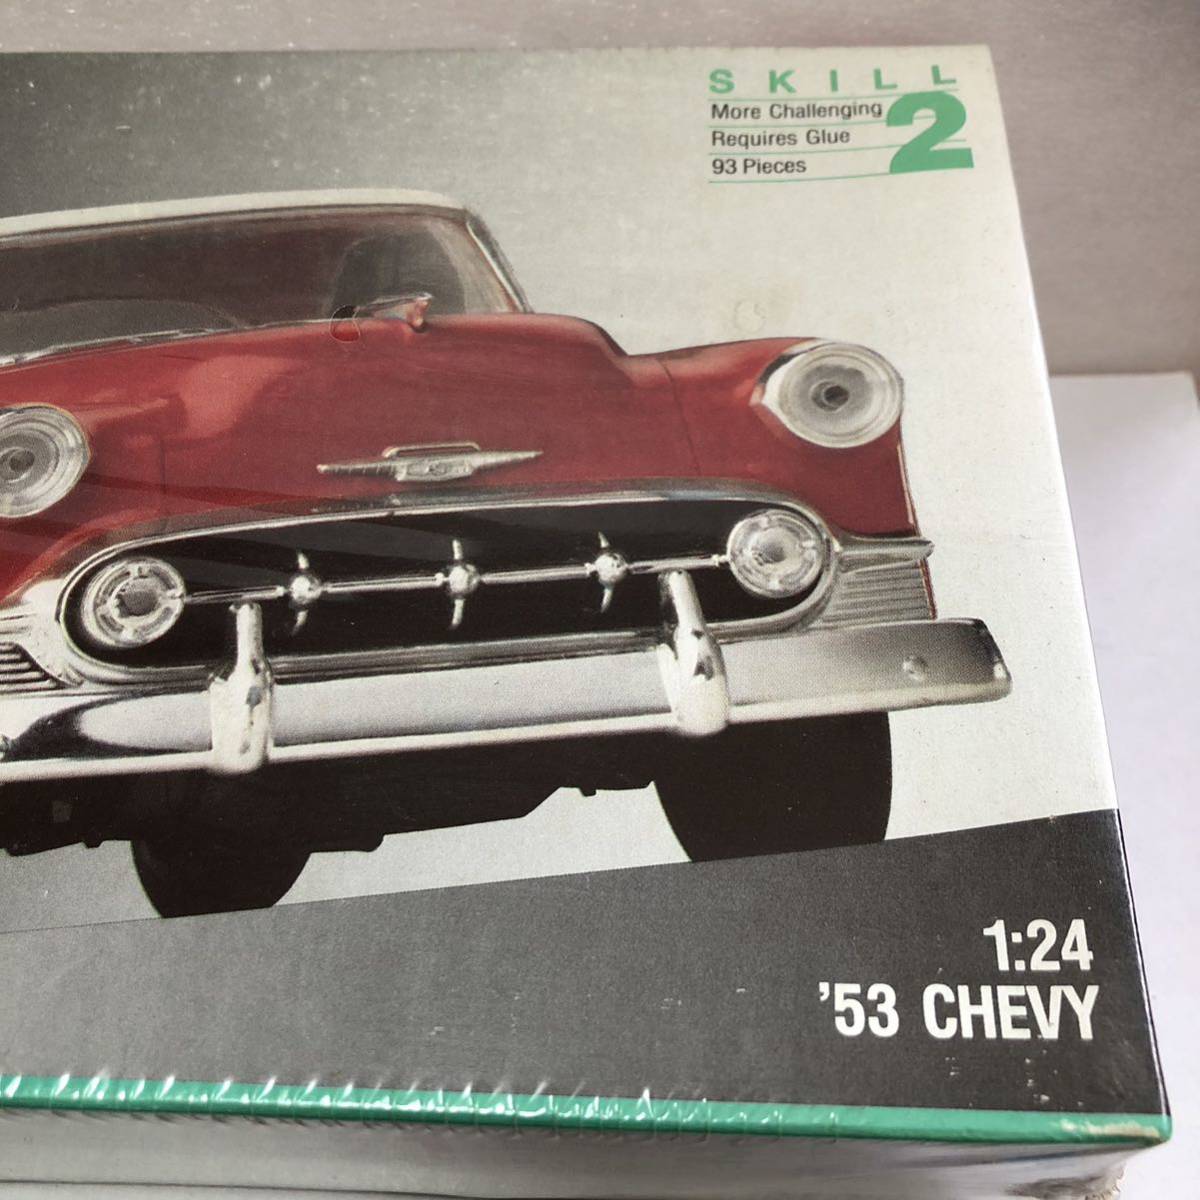 SKILL
More Challenging
2
Requires Glue
93 Pieces
1:24
'53 CHEVY